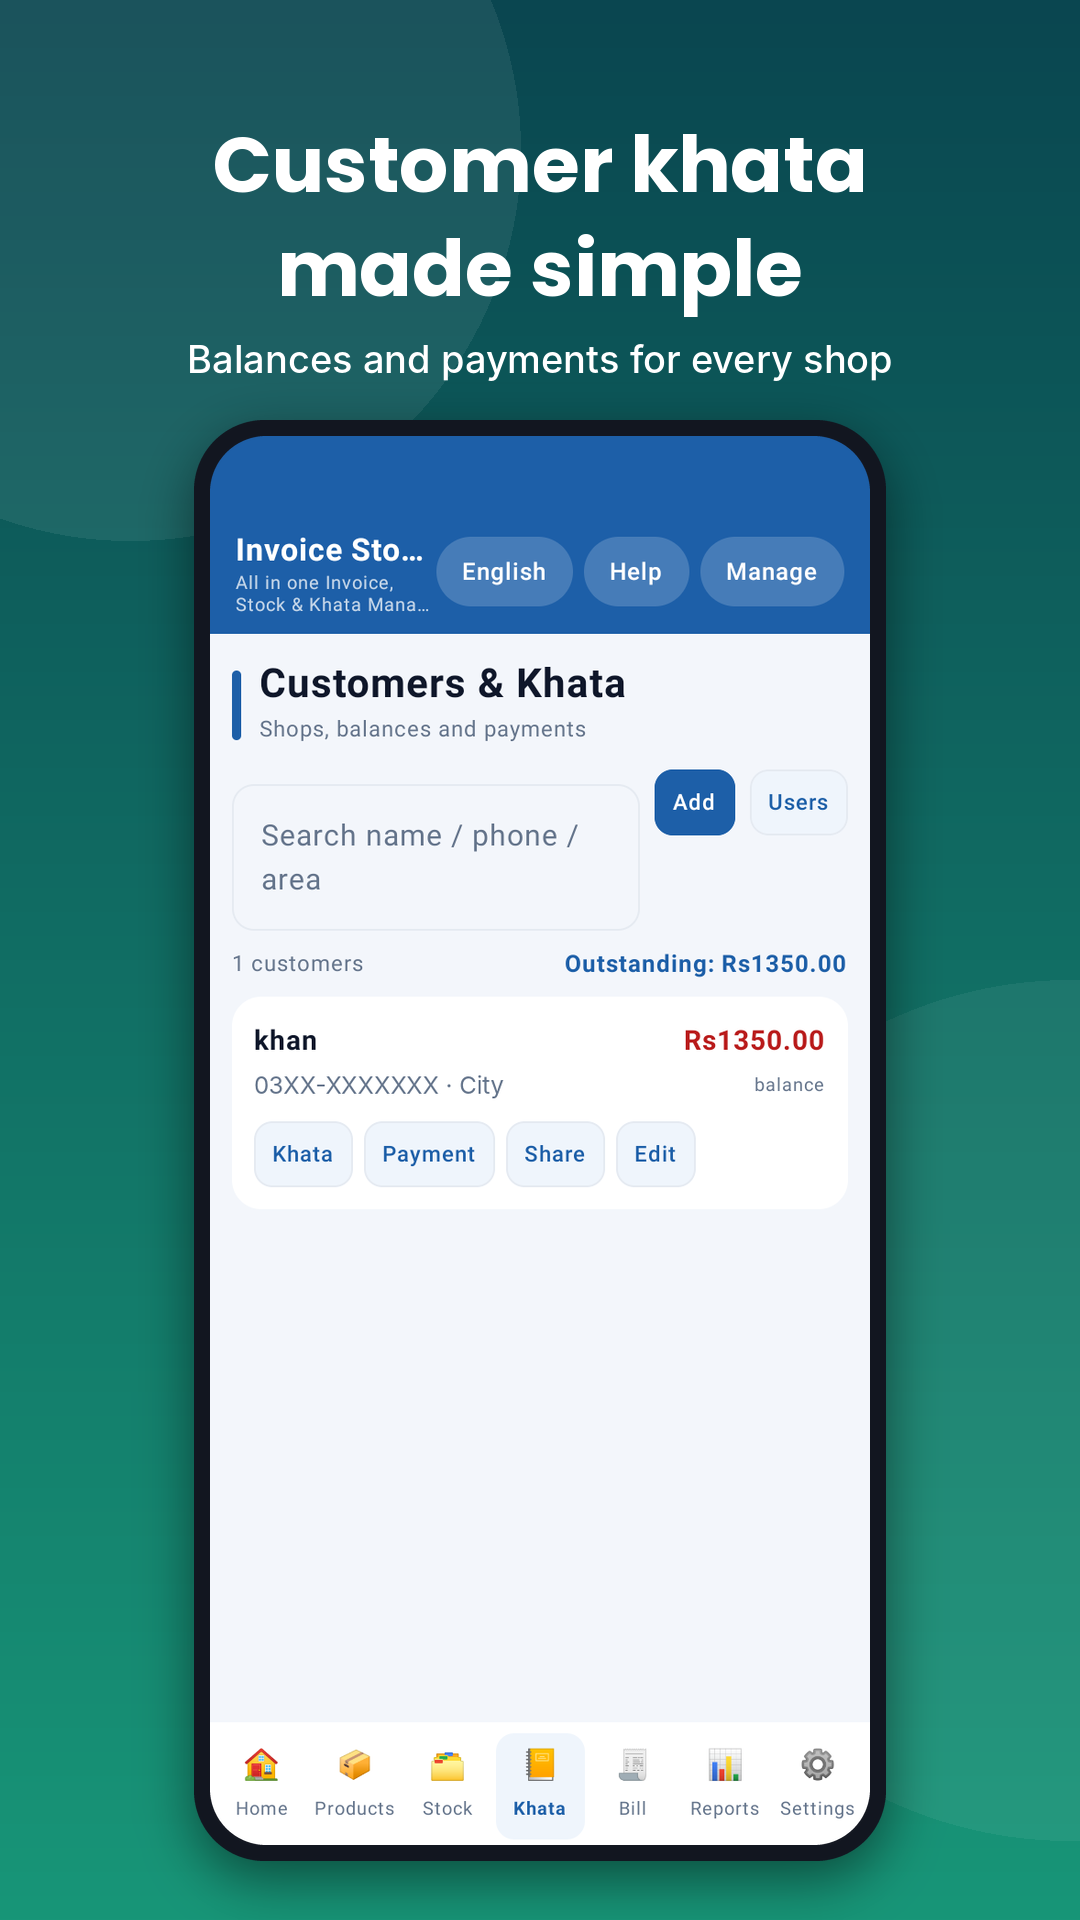 Customer khata
made simple
Balances and payments for every shop
Invoice Sto...
All in one Invoice,
Stock & Khata Mana...
English
Help
Manage
Customers & Khata
Shops, balances and payments
Search name / phone /
area
Add
Users
1 customers
Outstanding: Rs1350.00
khan
Rs1350.00
03XX-XXXXXXX · City
balance
Khata
Payment
Share
Edit
Home
Products
Stock
Khata
Bill
Reports
Settings